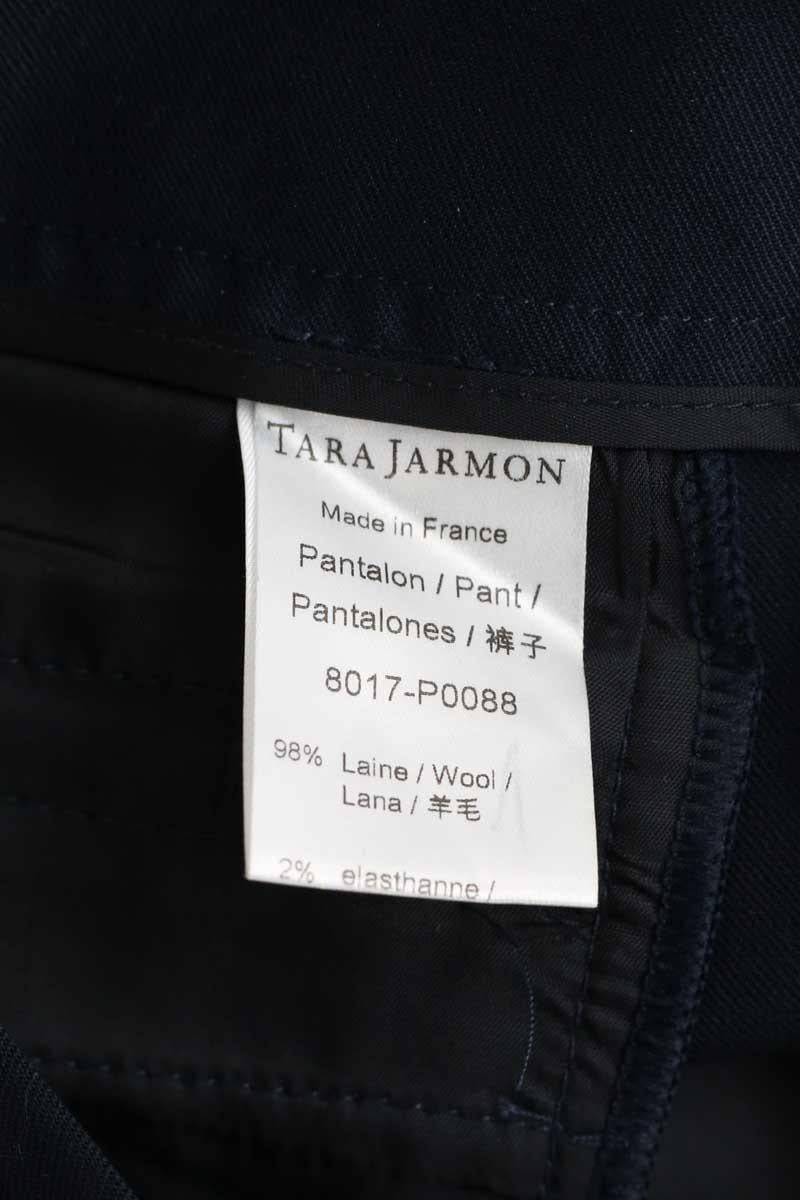 TARA JARMON
Made in France
Pantalon / Pant /
Pantalones / 裤子
8017-P0088
98% Laine / Wool /
Lana / 羊毛
2% elasthanne /